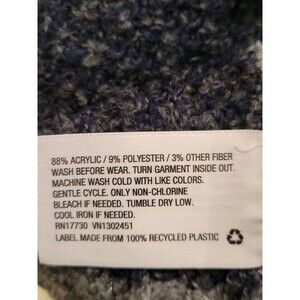 88% ACRYLIC / 9% POLYESTER / 3% OTHER FIBER
WASH BEFORE WEAR. TURN GARMENT INSIDE OUT.
MACHINE WASH COLD WITH LIKE COLORS.
GENTLE CYCLE. ONLY NON-CHLORINE
BLEACH IF NEEDED. TUMBLE DRY LOW.
COOL IRON IF NEEDED.
RN17730 VN1302451
LABEL MADE FROM 100% RECYCLED PLASTIC